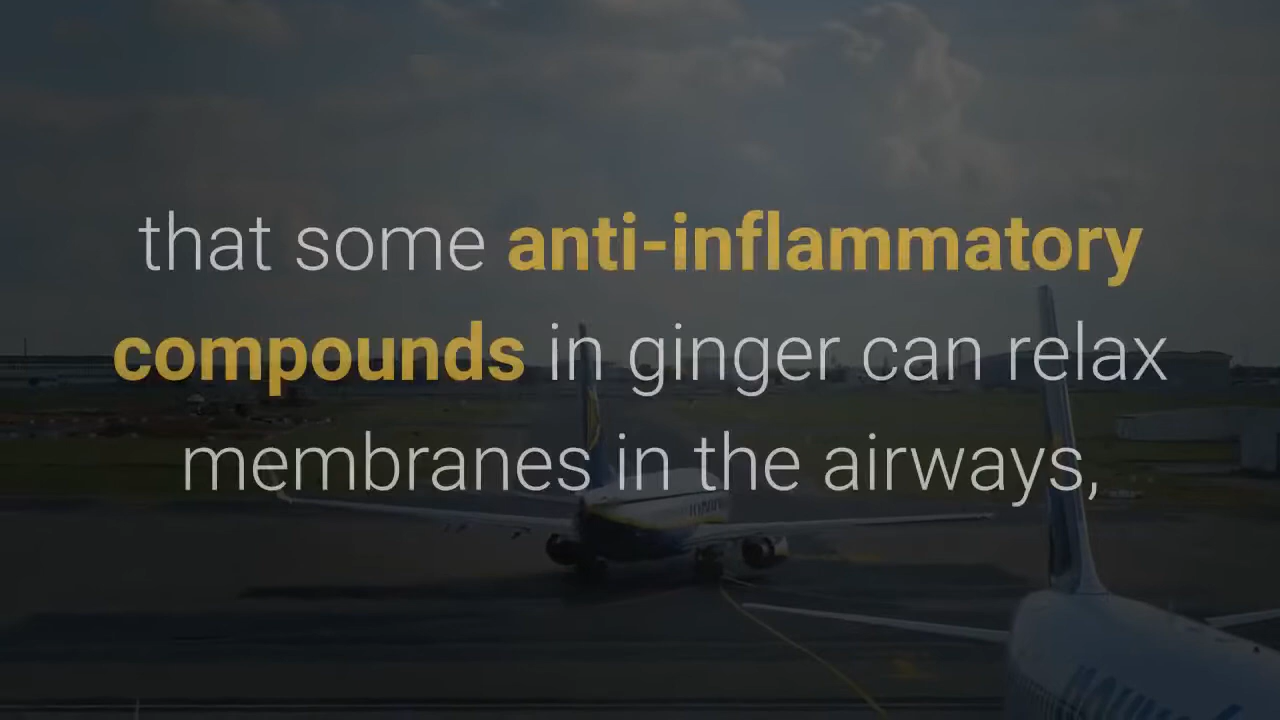 that some anti-inflammatory
compounds in ginger can relax
membranes in the airways,